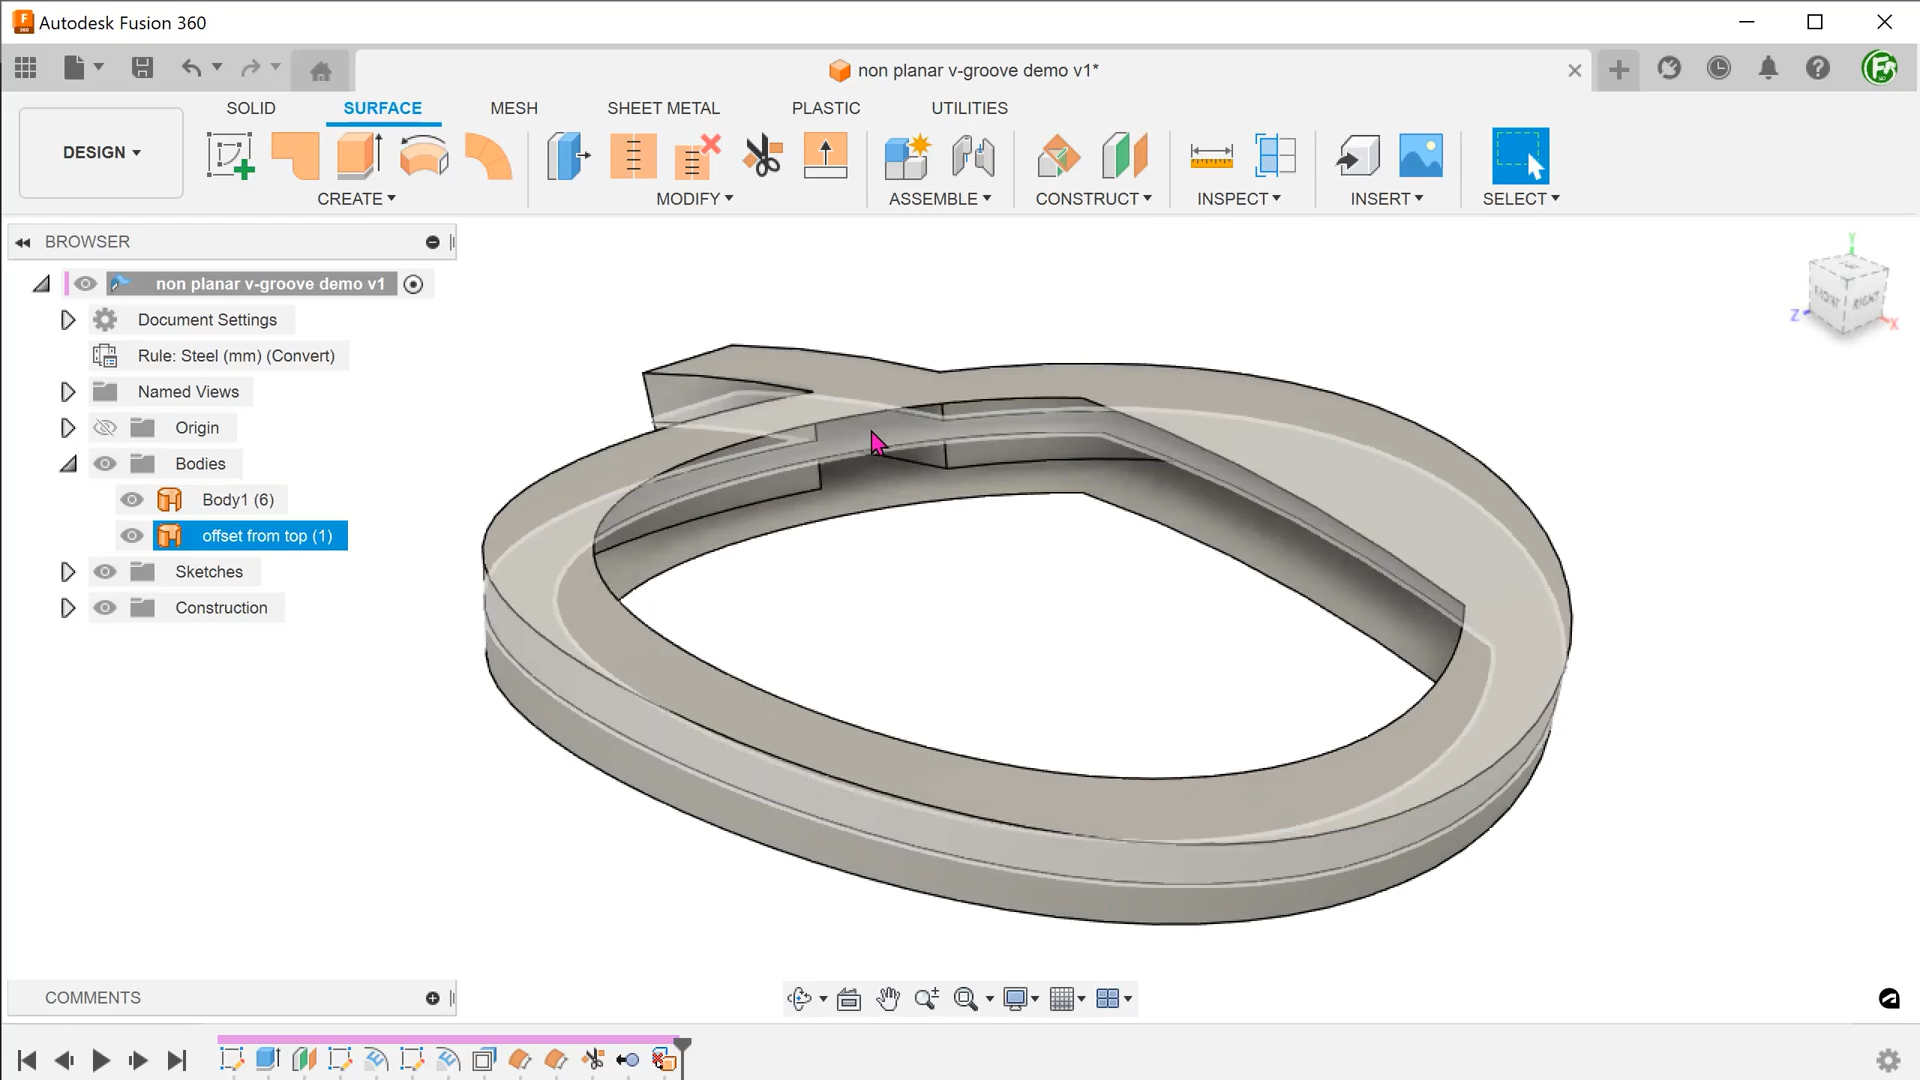 Autodesk Fusion 360
non planar v-groove demo v1*
SOLID SURFACE MESH SHEET METAL PLASTIC UTILITIES
DESIGN
CREATE MODIFY ASSEMBLE CONSTRUCT INSPECT INSERT SELECT
BROWSER
non planar v-groove demo v1
Document Settings
Rule: Steel (mm) (Convert)
Named Views
Origin
Bodies
Body1 (6)
offset from top (1)
Sketches
Construction
Y
FRONT RIGHT
Z X
COMMENTS